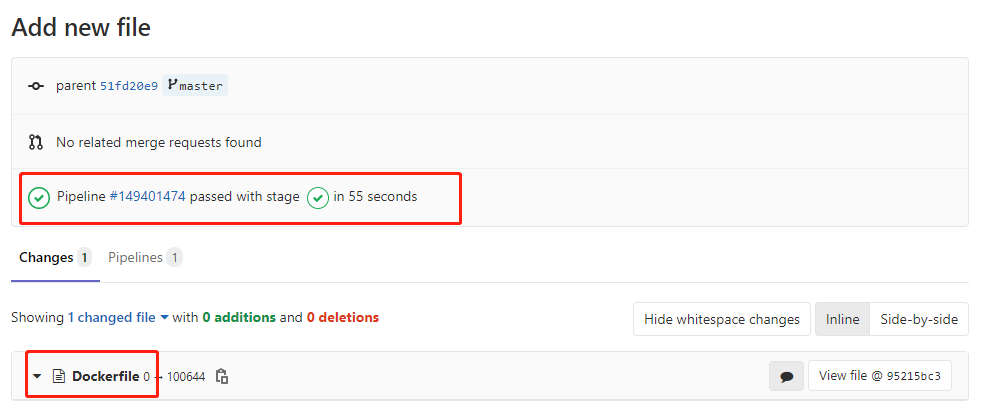 Add new file
parent 51fd20e9 master
No related merge requests found
Pipeline #149401474 passed with stage in 55 seconds
Changes 1 Pipelines 1
Showing 1 changed file with 0 additions and 0 deletions
Hide whitespace changes Inline Side-by-side
Dockerfile 0 → 100644 View file @ 95215bc3